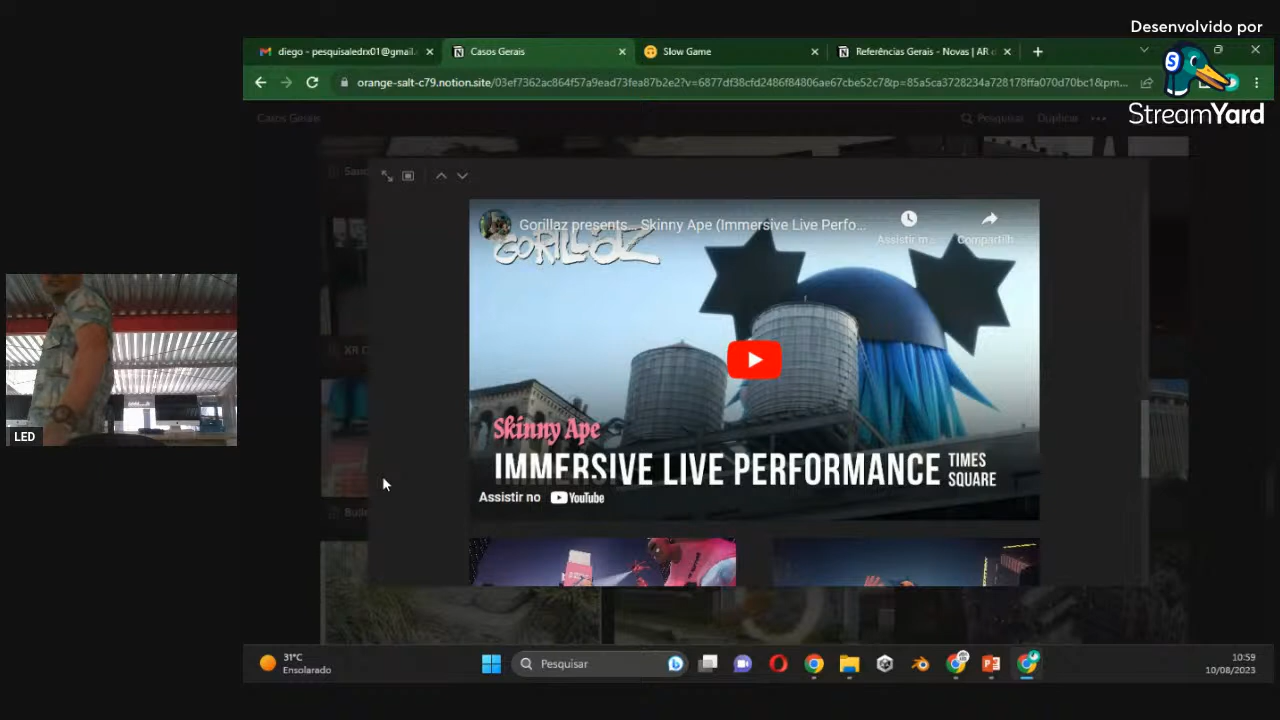 Desenvolvido por
StreamYard
diego - pesquisaledrx01@gmail.
Casos Gerais
Slow Game
Referências Gerais - Novas | AR
orange-salt-c79.notion.site/03ef7362ac864f57a9ead73fea87b2e2?v=6877df38cfd2486f84806ae67cbe52c7&p=85a5ca3728234a728178ffa070d70bc1&pm...
Casos Gerais
Pesquisar
Duplicar
Gorillaz presents... Skinny Ape (Immersive Live Perfo...
Assistir m...
Compartilh...
GORILLAZ
Skinny Ape
IMMERSIVE LIVE PERFORMANCE TIMES SQUARE
Assistir no YouTube
LED
31°C
Ensolarado
Pesquisar
10:59
10/08/2023